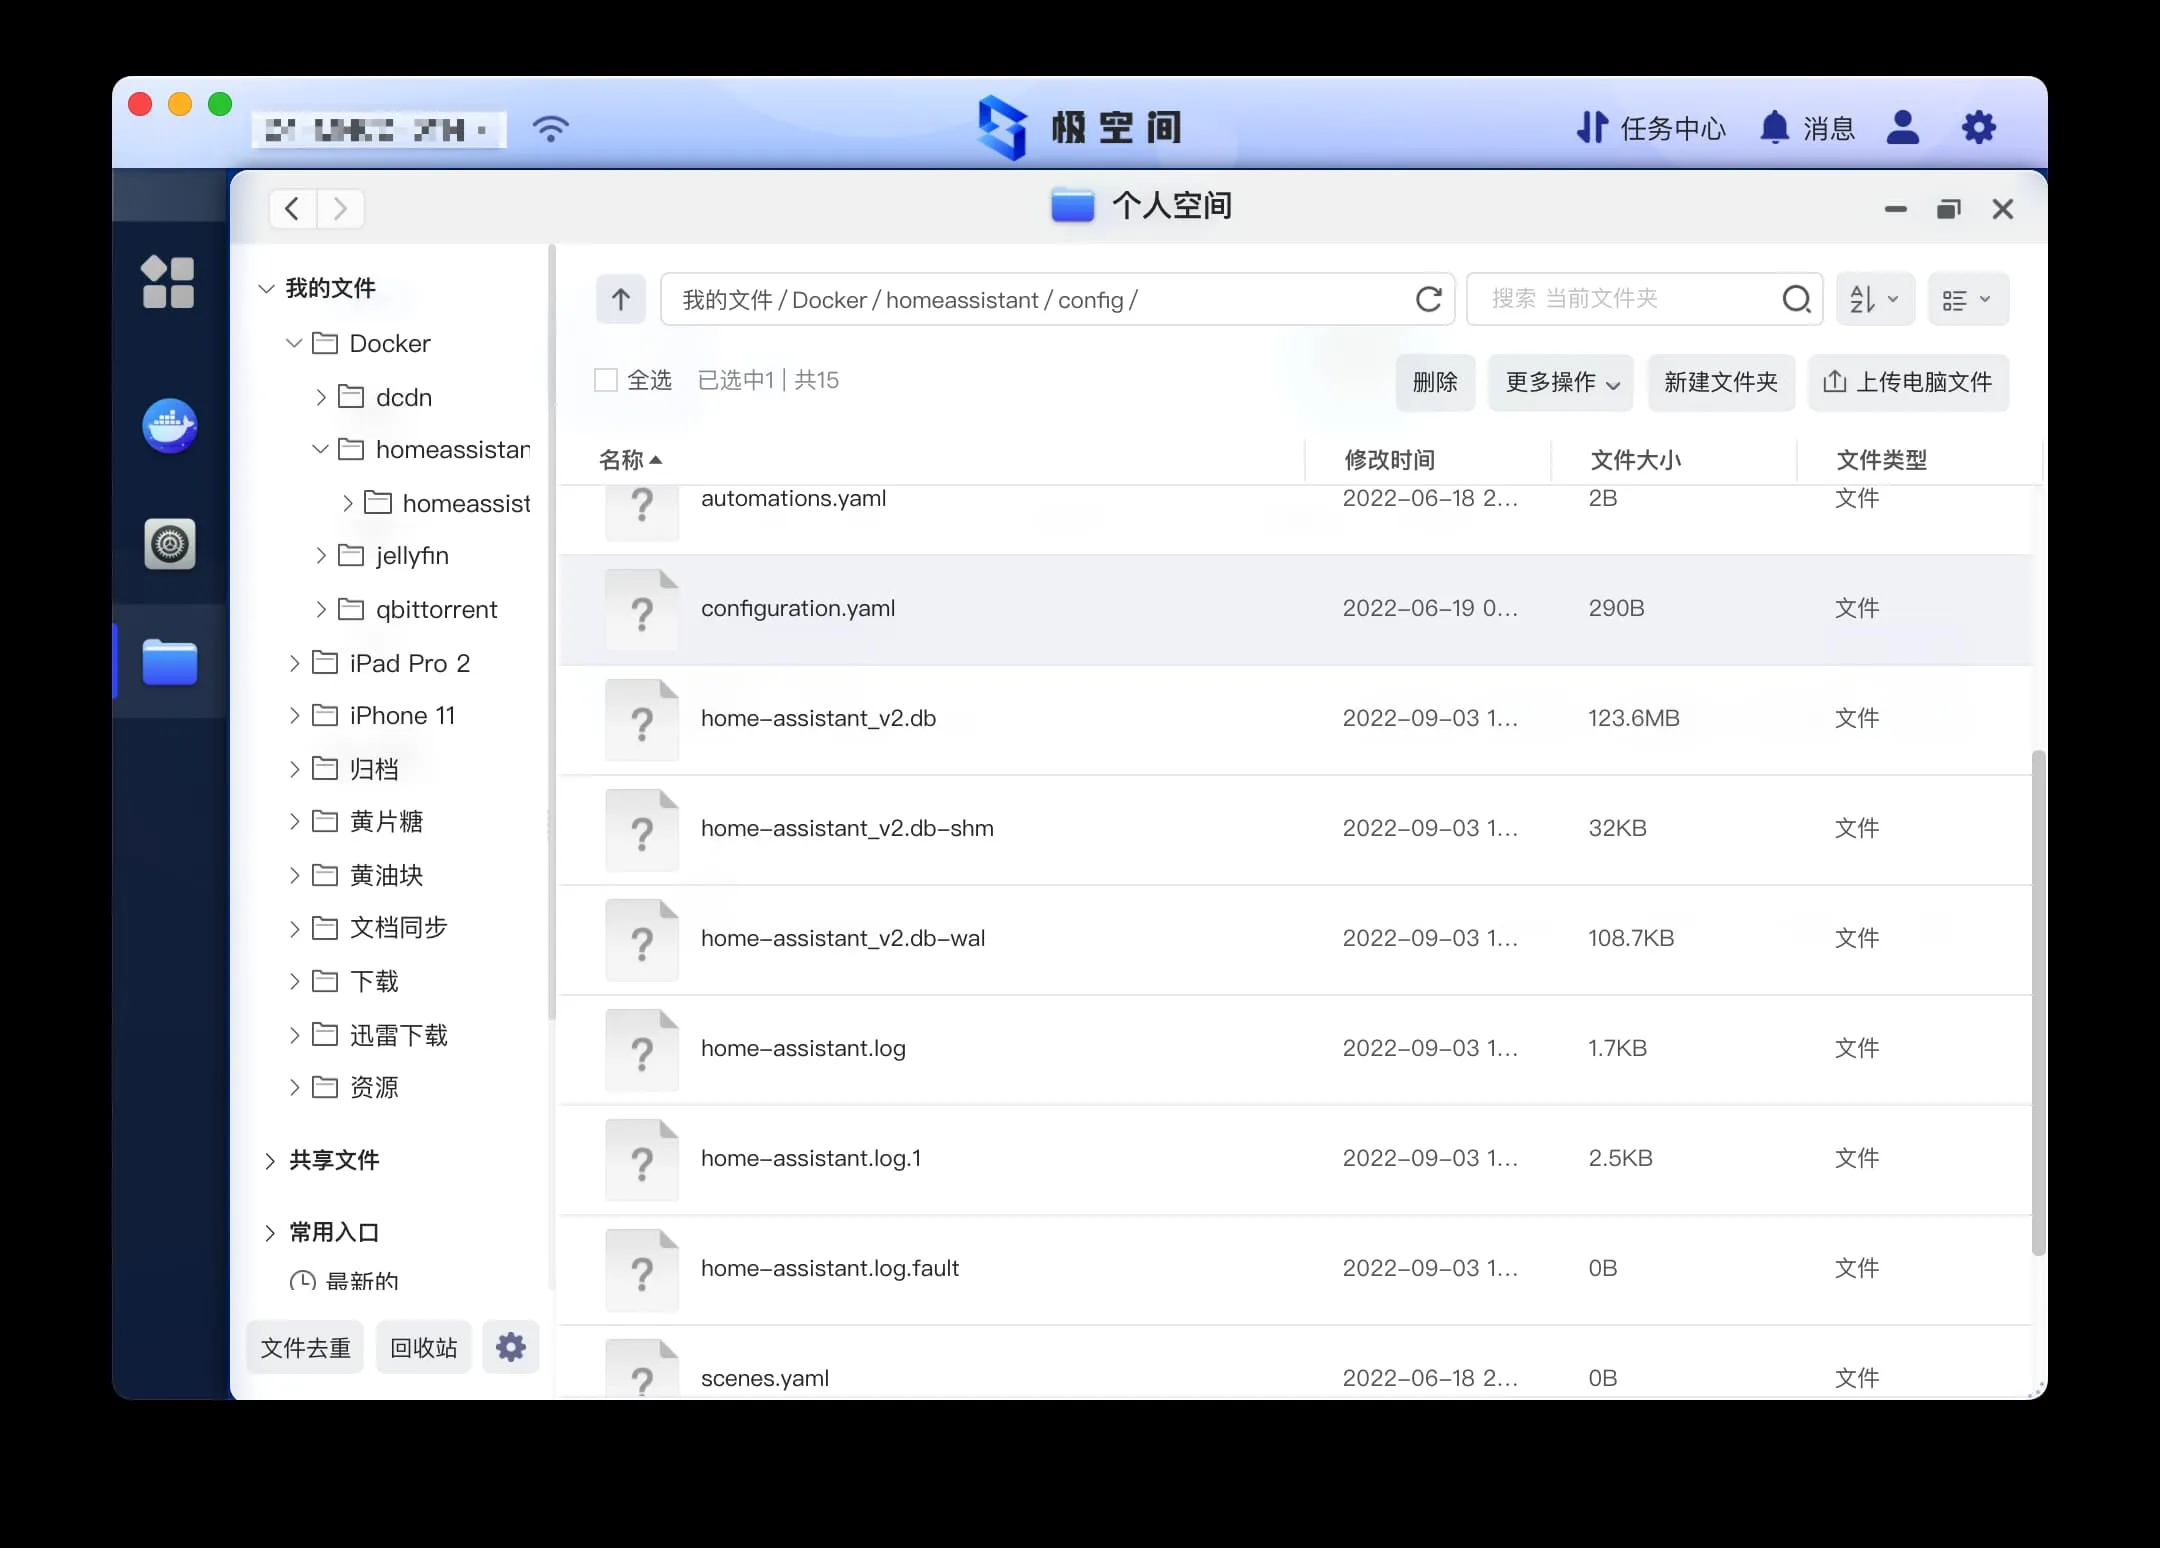 极空间
任务中心
消息
个人空间
我的文件
Docker
dcdn
homeassistan
homeassist
jellyfin
qbittorrent
iPad Pro 2
iPhone 11
归档
黄片糖
黄油块
文档同步
下载
迅雷下载
资源
共享文件
常用入口
最新的
文件去重 回收站
我的文件 / Docker / homeassistant / config /
搜索 当前文件夹
全选 已选中1 | 共15
删除 更多操作 新建文件夹 上传电脑文件
名称 修改时间 文件大小 文件类型
automations.yaml 2022-06-18 2... 2B 文件
configuration.yaml 2022-06-19 0... 290B 文件
home-assistant_v2.db 2022-09-03 1... 123.6MB 文件
home-assistant_v2.db-shm 2022-09-03 1... 32KB 文件
home-assistant_v2.db-wal 2022-09-03 1... 108.7KB 文件
home-assistant.log 2022-09-03 1... 1.7KB 文件
home-assistant.log.1 2022-09-03 1... 2.5KB 文件
home-assistant.log.fault 2022-09-03 1... 0B 文件
scenes.yaml 2022-06-18 2... 0B 文件